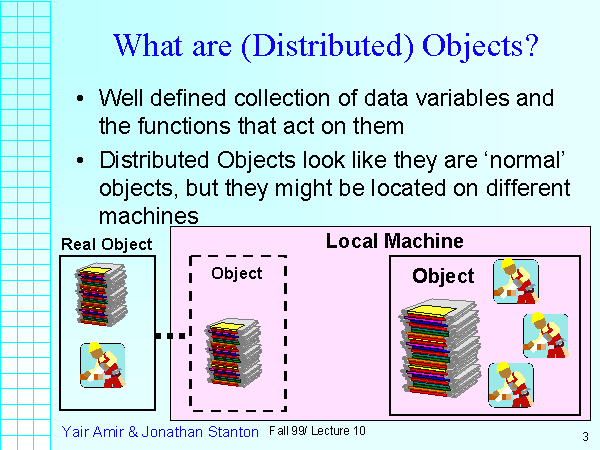 What are (Distributed) Objects?
• Well defined collection of data variables and
the functions that act on them
• Distributed Objects look like they are ‘normal’
objects, but they might be located on different
machines
Real Object
Local Machine
Object
Object
Yair Amir & Jonathan Stanton
Fall 99/ Lecture 10
3